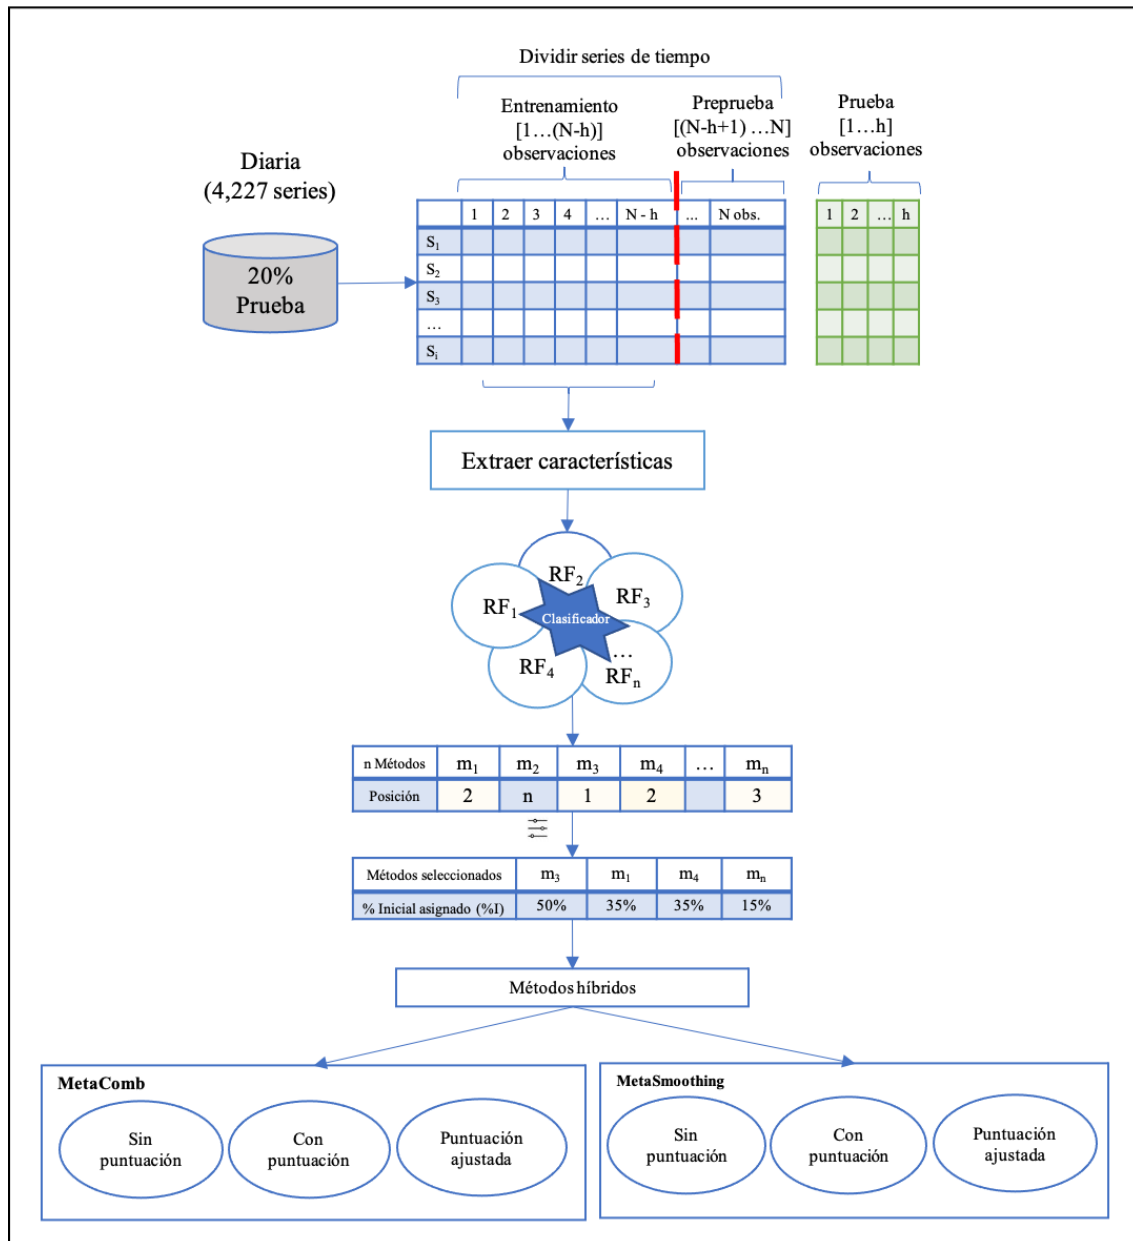 Dividir series de tiempo
Entrenamiento
[1…(N-h)]
observaciones
Preprueba
[(N-h+1) …N]
observaciones
Prueba
[1…h]
observaciones
Diaria
(4,227 series)
20%
Prueba
1 2 3 4 … N - h ... N obs.
S₁
S₂
S₃
…
Sᵢ
1 2 … h
Extraer características
RF₁
RF₂
RF₃
RF₄
…
RFₙ
Clasificador
n Métodos m₁ m₂ m₃ m₄ … mₙ
Posición 2 n 1 2 3
Métodos seleccionados m₃ m₁ m₄ mₙ
% Inicial asignado (%I) 50% 35% 35% 15%
Métodos híbridos
MetaComb
Sin
puntuación
Con
puntuación
Puntuación
ajustada
MetaSmoothing
Sin
puntuación
Con
puntuación
Puntuación
ajustada